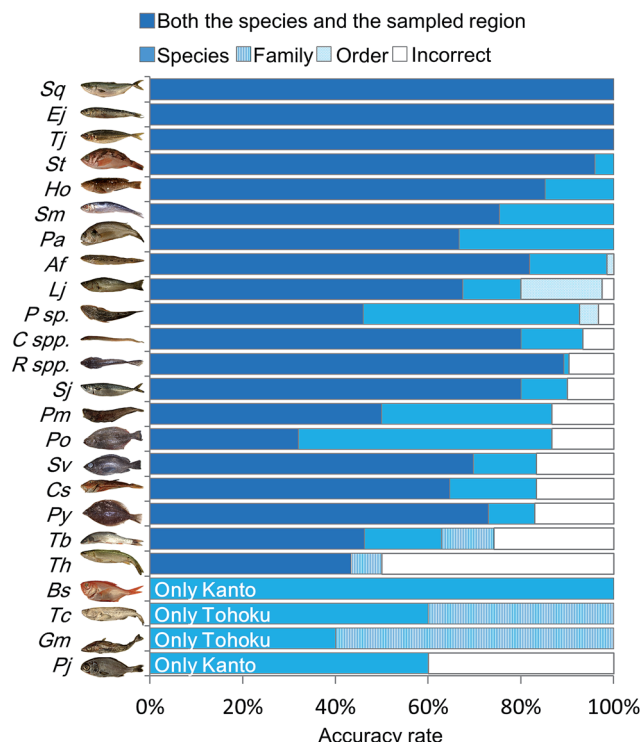 Both the species and the sampled region
Species Family Order Incorrect
Sq
Ej
Tj
St
Ho
Sm
Pa
Af
Lj
P sp.
C spp.
R spp.
Sj
Pm
Po
Sv
Cs
Py
Tb
Th
Bs Only Kanto
Tc Only Tohoku
Gm Only Tohoku
Pj Only Kanto
0% 20% 40% 60% 80% 100%
Accuracy rate